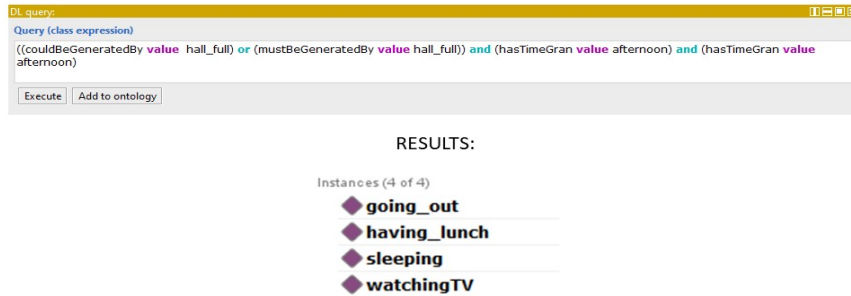 DL query:
Query (class expression)
((couldBeGeneratedBy value hall_full) or (mustBeGeneratedBy value hall_full)) and (hasTimeGran value afternoon) and (hasTimeGran value
afternoon)
Execute Add to ontology
RESULTS:
Instances (4 of 4)
going_out
having_lunch
sleeping
watchingTV